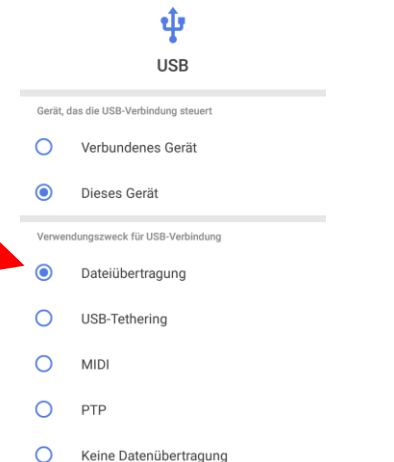 USB
Gerät, das die USB-Verbindung steuert
Verbundenes Gerät
Dieses Gerät
Verwendungszweck für USB-Verbindung
Dateiübertragung
USB-Tethering
MIDI
PTP
Keine Datenübertragung